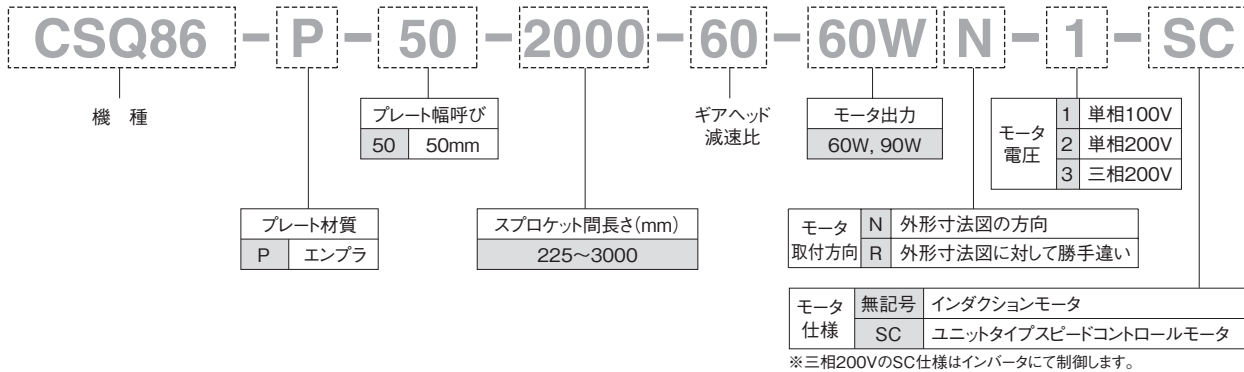 CSQ86-P-50-2000-60-60W N-1-SC
機　種
プレート幅呼び
50 50mm
ギアヘッド
減速比
モータ出力
60W, 90W
モータ
電圧
1 単相100V
2 単相200V
3 三相200V
プレート材質
P エンプラ
スプロケット間長さ(mm)
225〜3000
モータ
取付方向
N 外形寸法図の方向
R 外形寸法図に対して勝手違い
モータ
仕様
無記号 インダクションモータ
SC ユニットタイプスピードコントロールモータ
※三相200VのSC仕様はインバータにて制御します。